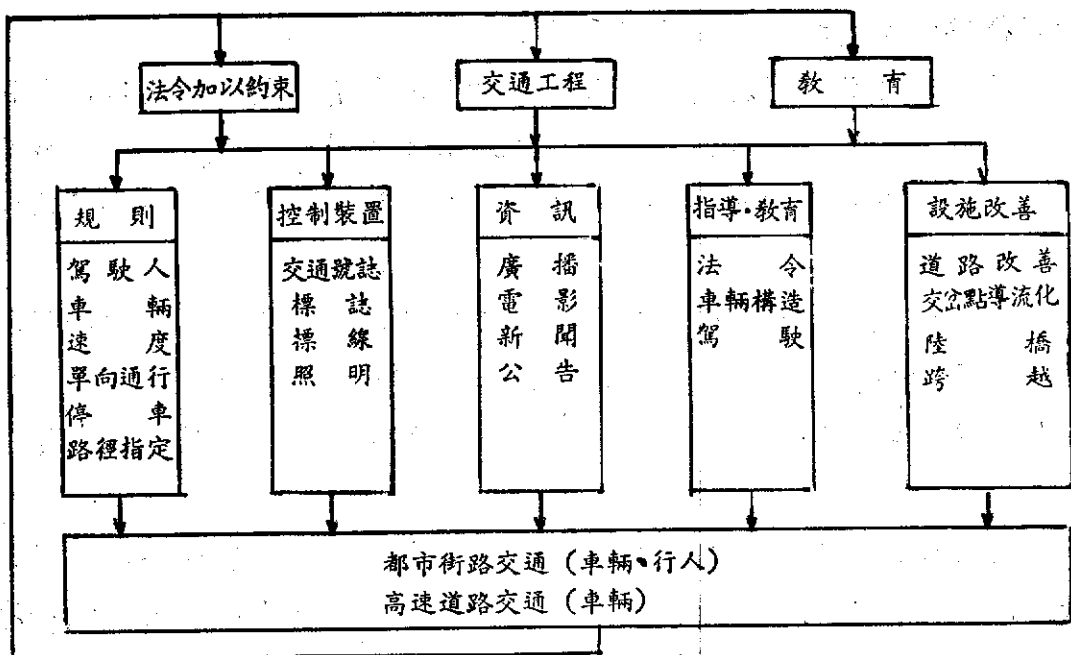 法令加以約束
交通工程
教育
規則
駕駛人
車輛
速度
單向通行
停車
路徑指定
控制裝置
交通號誌
標誌
標線
照明
資訊
廣播
電影
新聞
公告
指導·教育
法令
車輛構造
駕駛
設施改善
道路改善
交岔點導流化
陸橋
跨越
都市街路交通（車輛·行人）
高速道路交通（車輛）